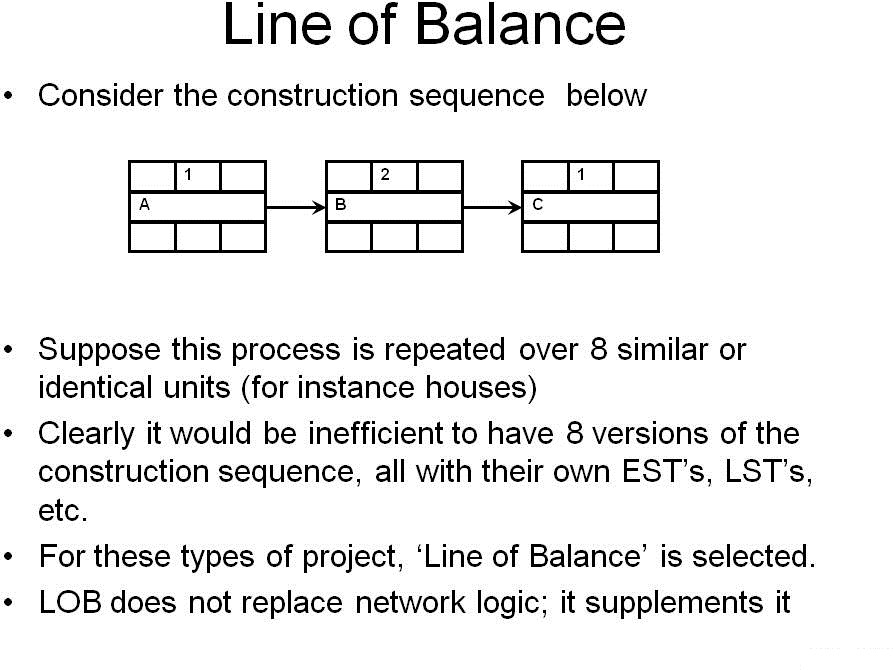 Line of Balance
• Consider the construction sequence below
1 2 1
A B C
• Suppose this process is repeated over 8 similar or
identical units (for instance houses)
• Clearly it would be inefficient to have 8 versions of the
construction sequence, all with their own EST’s, LST’s,
etc.
• For these types of project, ‘Line of Balance’ is selected.
• LOB does not replace network logic; it supplements it